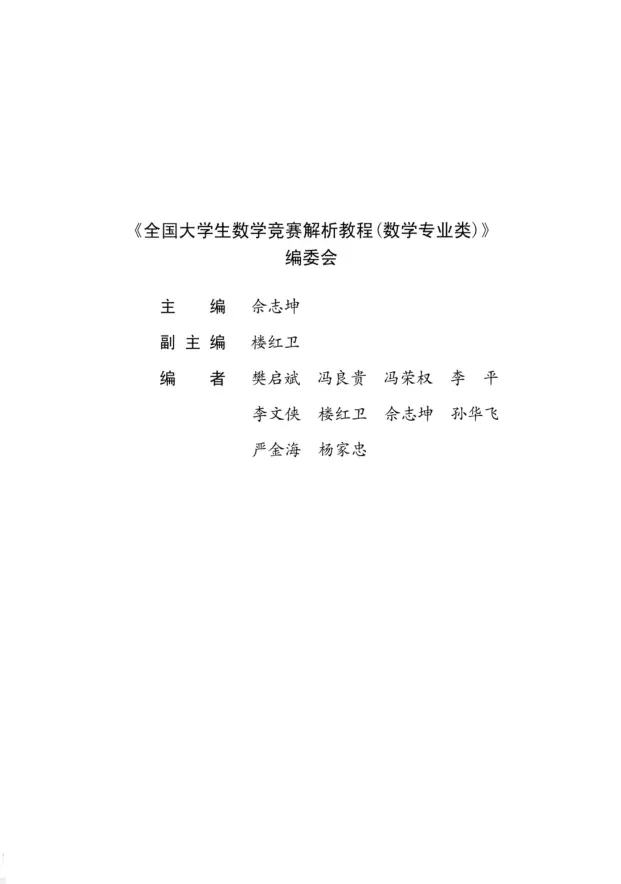 《全国大学生数学竞赛解析教程(数学专业类)》
编委会
主 编 佘志坤
副主编 楼红卫
编 者 樊启斌 冯良贵 冯荣权 李 平
李文侠 楼红卫 佘志坤 孙华飞
严金海 杨家忠